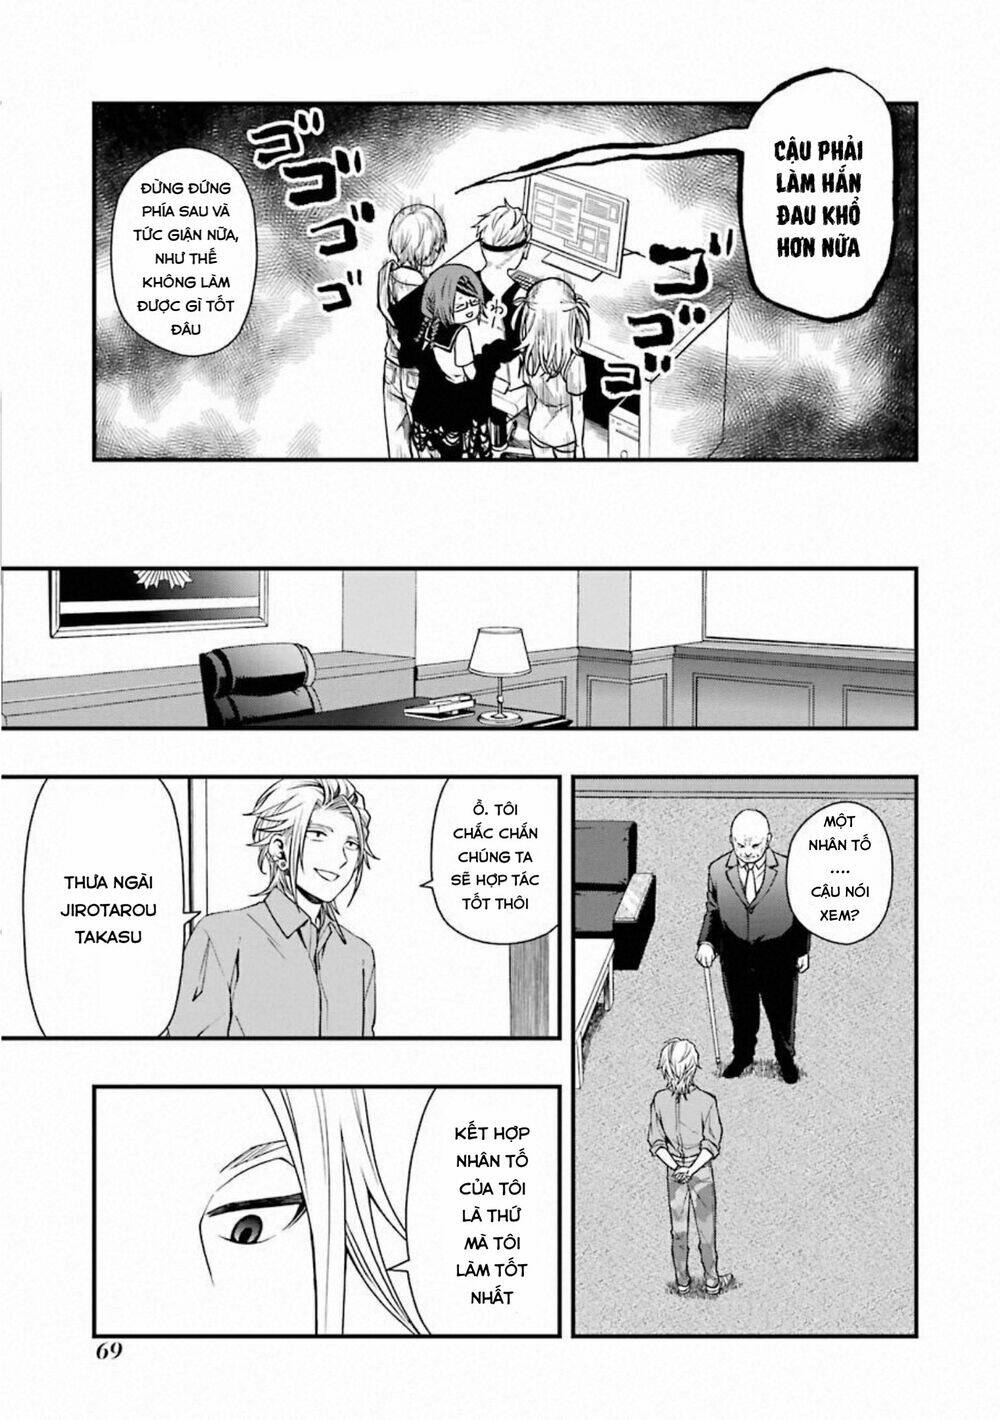 CẬU PHẢI
LÀM HẮN
ĐAU KHỔ
HƠN NỮA
ĐỪNG ĐỨNG
PHÍA SAU VÀ
TỨC GIẬN NỮA,
NHƯ THẾ
KHÔNG LÀM
ĐƯỢC GÌ TỐT
ĐÂU
ゴゴゴゴ
ゴゴゴ
MỘT
NHÂN TỐ
....
CẬU NÓI
XEM?
Ồ. TÔI
CHẮC CHẮN
CHÚNG TA
SẼ HỢP TÁC
TỐT THÔI
THƯA NGÀI
JIROTAROU
TAKASU
KẾT HỢP
NHÂN TỐ
CỦA TÔI
LÀ THỨ
MÀ TÔI
LÀM TỐT
NHẤT
69